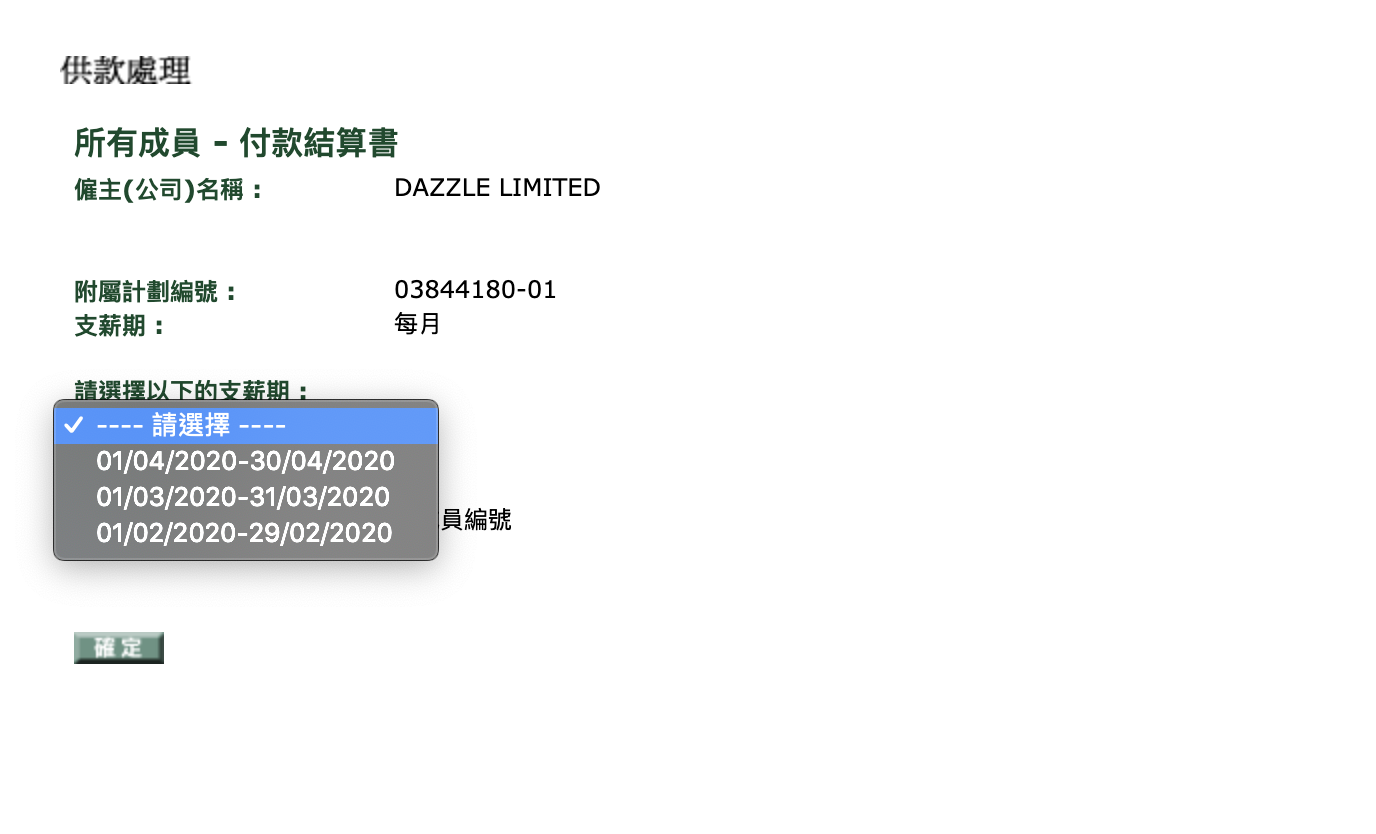 供款處理
所有成員 - 付款結算書
僱主(公司)名稱： DAZZLE LIMITED
附屬計劃編號： 03844180-01
支薪期： 每月
請選擇以下的支薪期：
---- 請選擇 ----
01/04/2020-30/04/2020
01/03/2020-31/03/2020
01/02/2020-29/02/2020
員編號
確定